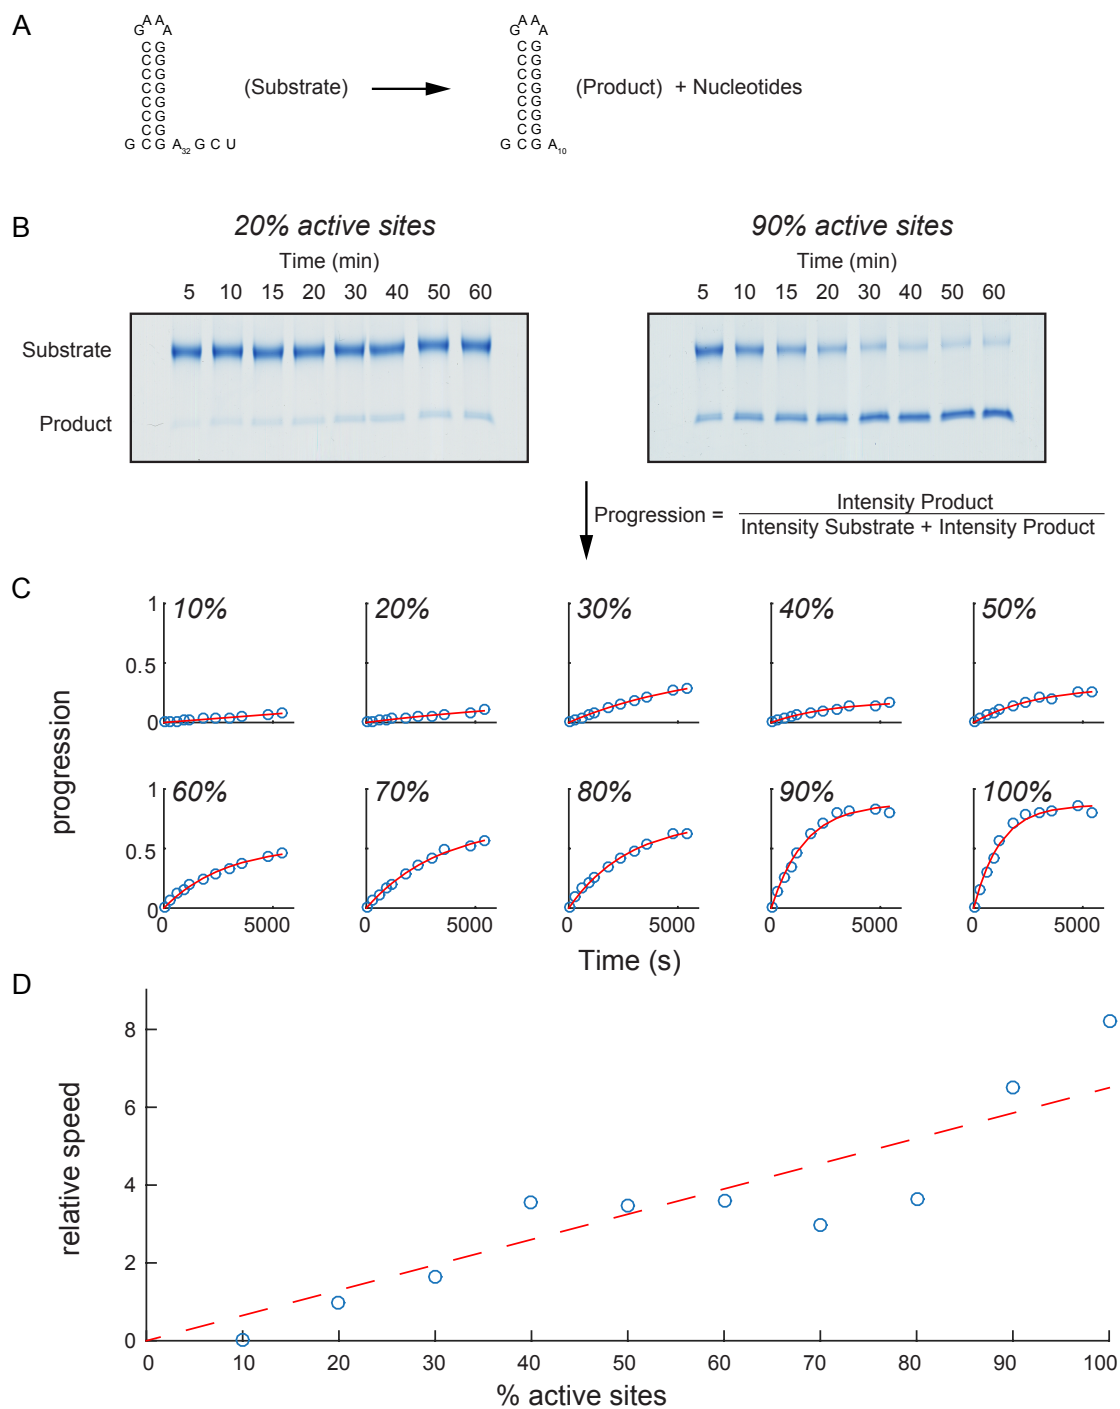 A
G A A A
C G
C G
C G
C G
C G
C G
C G
G C G A32 G C U
(Substrate)
G A A A
C G
C G
C G
C G
C G
C G
C G
G C G A10
(Product) + Nucleotides
B
20% active sites
90% active sites
Time (min)
Time (min)
5 10 15 20 30 40 50 60
5 10 15 20 30 40 50 60
Substrate
Product
Progression = Intensity Product
Intensity Substrate + Intensity Product
C
progression
1
0.5
0
10%
20%
30%
40%
50%
1
0.5
0
60%
70%
80%
90%
100%
0 5000
0 5000
0 5000
0 5000
0 5000
Time (s)
D
relative speed
8
6
4
2
0
0 10 20 30 40 50 60 70 80 90 100
% active sites